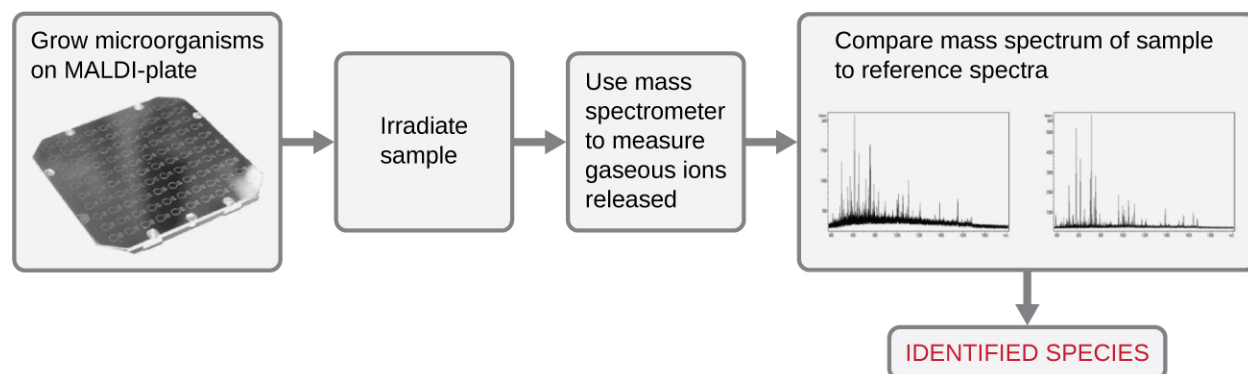 Grow microorganisms
on MALDI-plate
Irradiate
sample
Use mass
spectrometer
to measure
gaseous ions
released
Compare mass spectrum of sample
to reference spectra
IDENTIFIED SPECIES